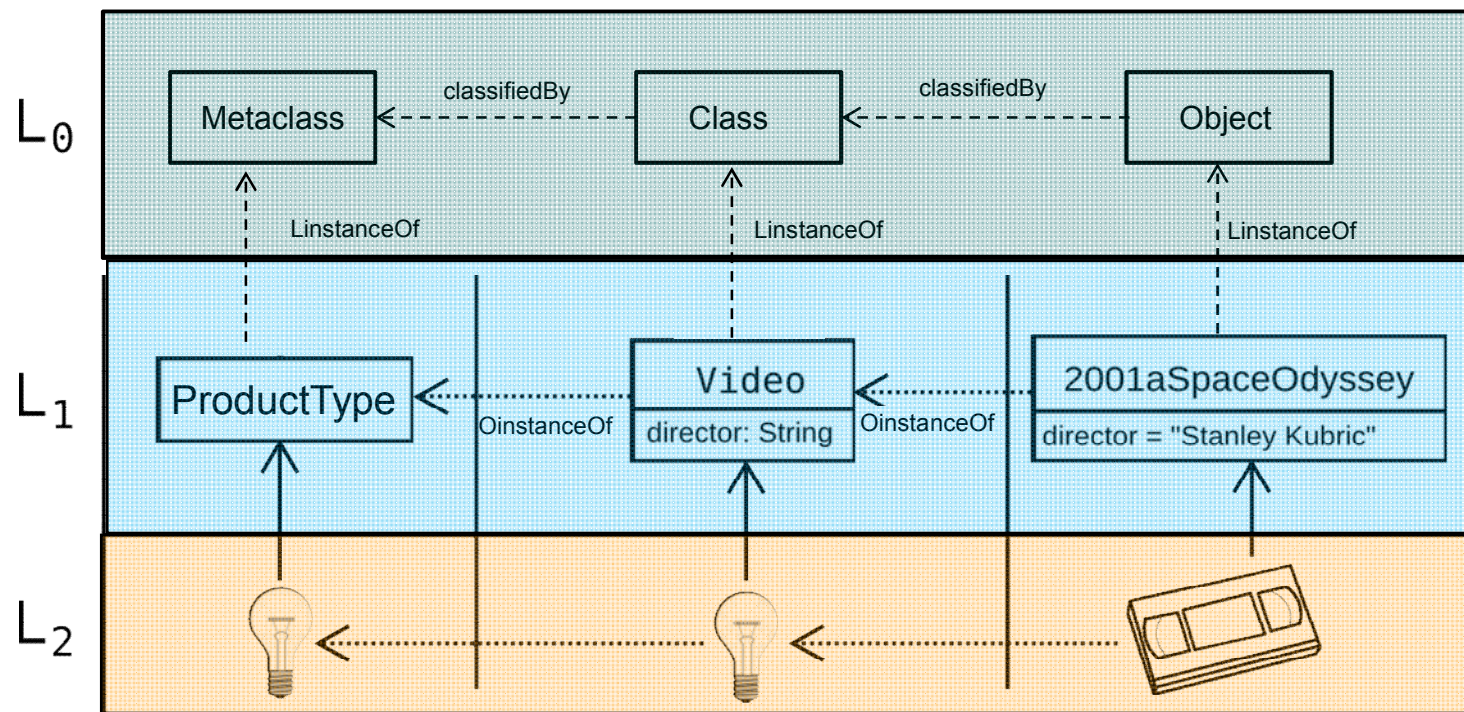 L0
Metaclass
classifiedBy
Class
classifiedBy
Object
LinstanceOf
LinstanceOf
LinstanceOf
L1
ProductType
OinstanceOf
Video
director: String
OinstanceOf
2001aSpaceOdyssey
director = "Stanley Kubric"
L2